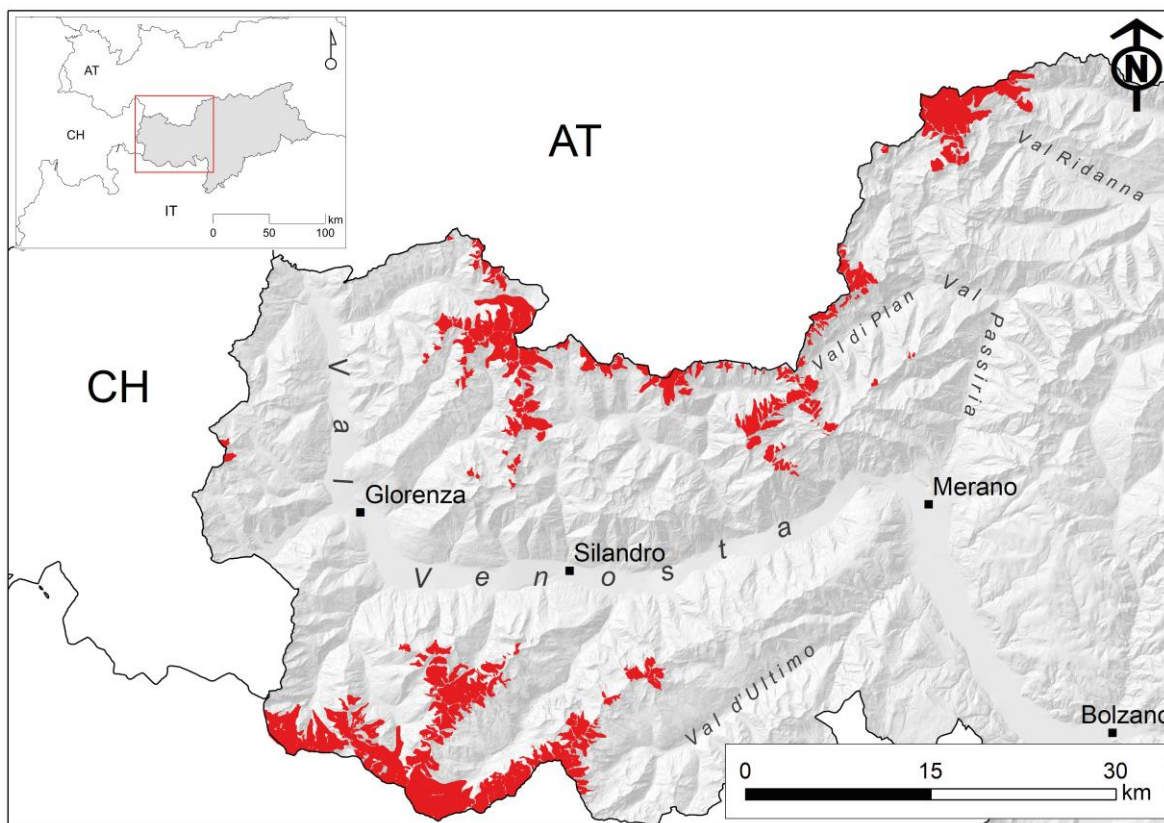 AT
CH
IT
0 50 100
km
N
AT
Val Ridanna
Val di Plan
Val Passiria
CH
Val
Glorenza
Merano
Silandro
Venosta
Val d'Ultimo
Bolzano
0 15 30
km